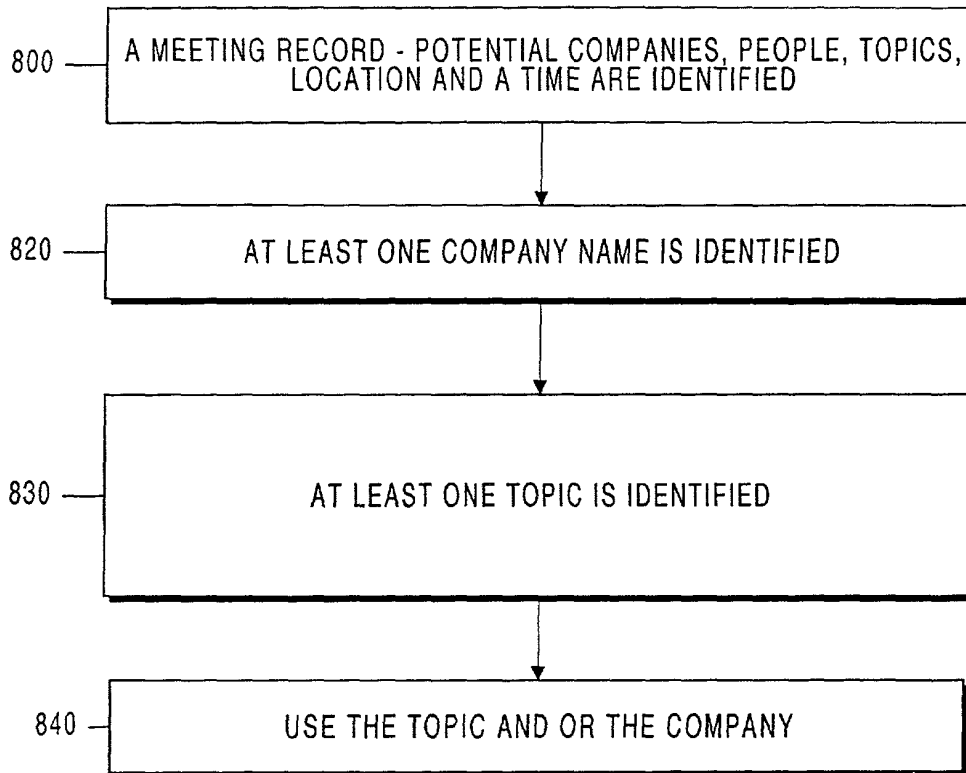 800
A MEETING RECORD - POTENTIAL COMPANIES, PEOPLE, TOPICS,
LOCATION AND A TIME ARE IDENTIFIED
820
AT LEAST ONE COMPANY NAME IS IDENTIFIED
830
AT LEAST ONE TOPIC IS IDENTIFIED
840
USE THE TOPIC AND OR THE COMPANY